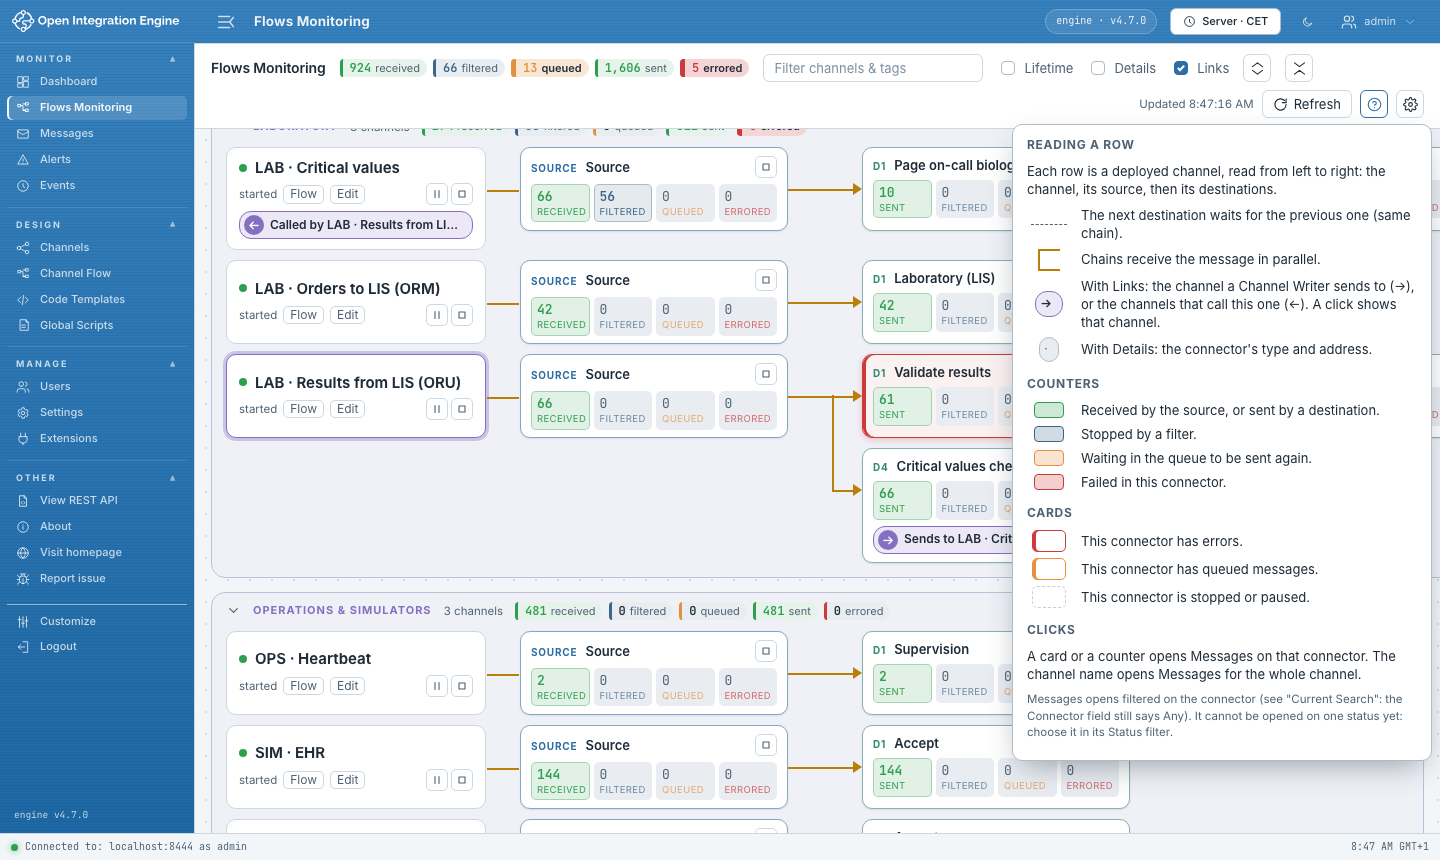 Open Integration Engine
Flows Monitoring
engine · v4.7.0
Server · CET
admin
MONITOR
Dashboard
Flows Monitoring
Messages
Alerts
Events
DESIGN
Channels
Channel Flow
Code Templates
Global Scripts
MANAGE
Users
Settings
Extensions
OTHER
View REST API
About
Visit homepage
Report issue
Customize
Logout
engine v4.7.0
Flows Monitoring
924 received
66 filtered
13 queued
1,606 sent
5 errored
Filter channels & tags
Lifetime
Details
Links
Updated 8:47:16 AM
Refresh
LAB · Critical values
started Flow Edit
Called by LAB · Results from LI...
SOURCE Source
66 RECEIVED
56 FILTERED
0 QUEUED
0 ERRORED
D1 Page on-call biolog
10 SENT
0 FILTERED
LAB · Orders to LIS (ORM)
started Flow Edit
SOURCE Source
42 RECEIVED
0 FILTERED
0 QUEUED
0 ERRORED
D1 Laboratory (LIS)
42 SENT
0 FILTERED
LAB · Results from LIS (ORU)
started Flow Edit
SOURCE Source
66 RECEIVED
0 FILTERED
0 QUEUED
0 ERRORED
D1 Validate results
61 SENT
0 FILTERED
D4 Critical values che
66 SENT
0 FILTERED
Sends to LAB · Crit
OPERATIONS & SIMULATORS
3 channels
481 received
0 filtered
0 queued
481 sent
0 errored
OPS · Heartbeat
started Flow Edit
SOURCE Source
2 RECEIVED
0 FILTERED
0 QUEUED
0 ERRORED
D1 Supervision
2 SENT
0 FILTERED
SIM · EHR
started Flow Edit
SOURCE Source
144 RECEIVED
0 FILTERED
0 QUEUED
0 ERRORED
D1 Accept
144 SENT
0 FILTERED
0 QUEUED
0 ERRORED
READING A ROW
Each row is a deployed channel, read from left to right: the
channel, its source, then its destinations.
The next destination waits for the previous one (same
chain).
Chains receive the message in parallel.
With Links: the channel a Channel Writer sends to (→),
or the channels that call this one (←). A click shows
that channel.
With Details: the connector's type and address.
COUNTERS
Received by the source, or sent by a destination.
Stopped by a filter.
Waiting in the queue to be sent again.
Failed in this connector.
CARDS
This connector has errors.
This connector has queued messages.
This connector is stopped or paused.
CLICKS
A card or a counter opens Messages on that connector. The
channel name opens Messages for the whole channel.
Messages opens filtered on the connector (see "Current Search": the
Connector field still says Any). It cannot be opened on one status yet:
choose it in its Status filter.
Connected to: localhost:8444 as admin
8:47 AM GMT+1